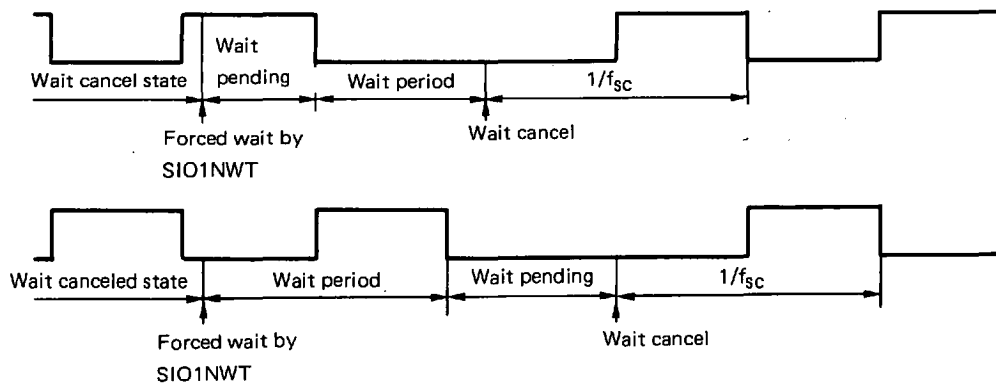 Wait
pending
Wait cancel state
Wait period
1/fsc
Forced wait by
SIO1NWT
Wait cancel
Wait canceled state
Wait period
Wait pending
1/fsc
Forced wait by
SIO1NWT
Wait cancel